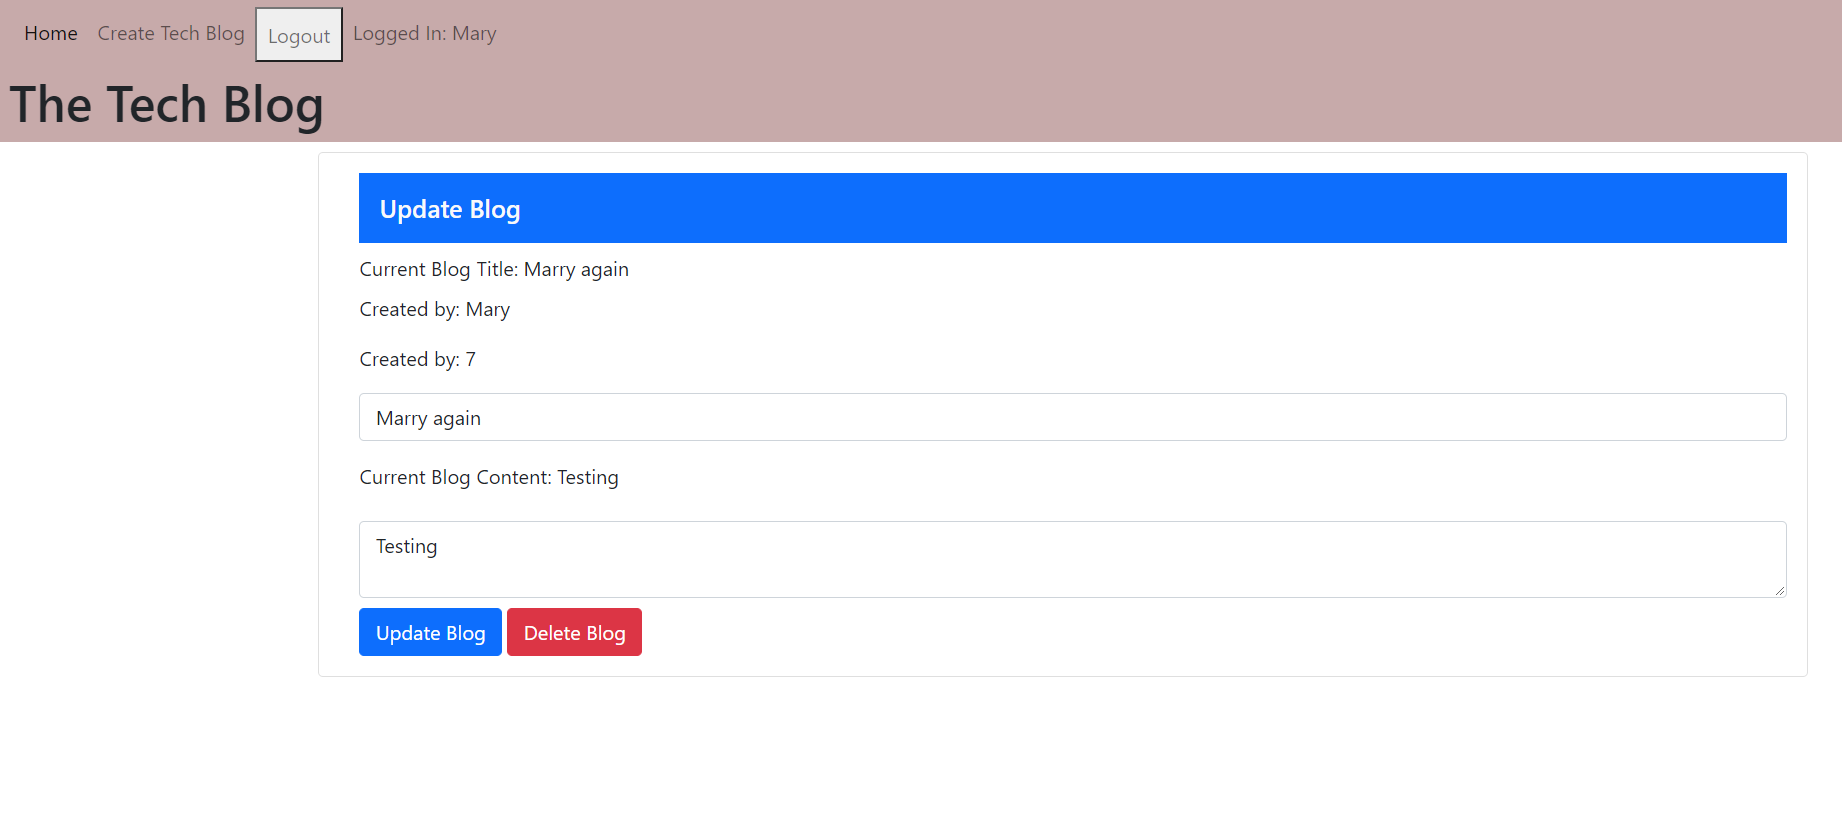 Home Create Tech Blog Logout Logged In: Mary
The Tech Blog
Update Blog
Current Blog Title: Marry again
Created by: Mary
Created by: 7
Marry again
Current Blog Content: Testing
Testing
Update Blog Delete Blog